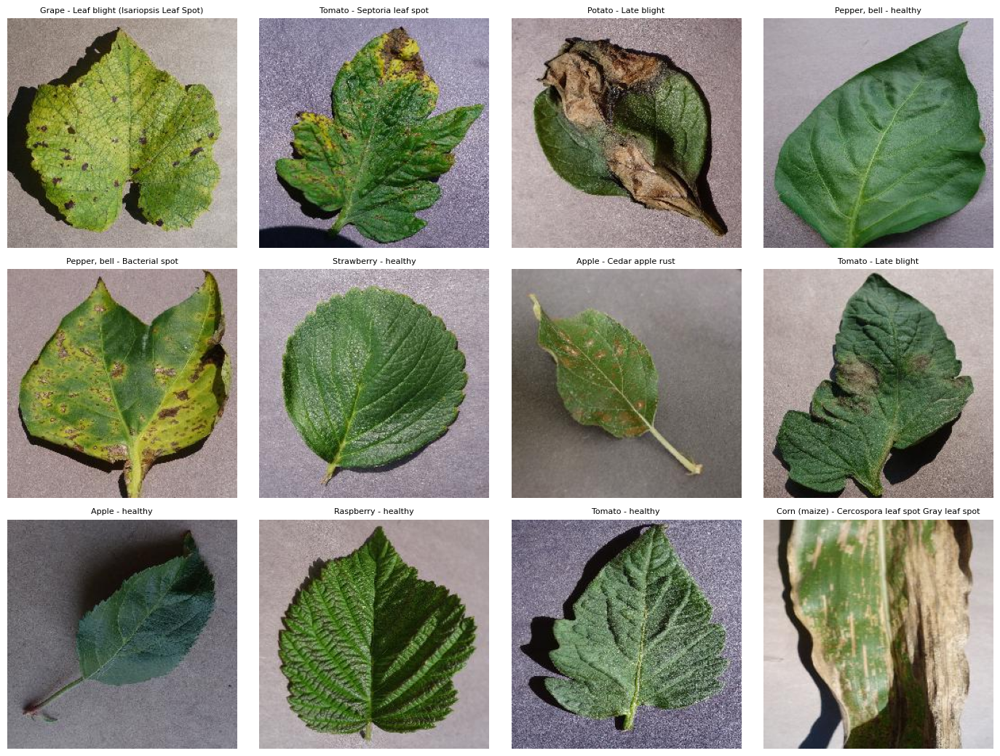 Grape - Leaf blight (Isariopsis Leaf Spot)
Tomato - Septoria leaf spot
Potato - Late blight
Pepper, bell - healthy
Pepper, bell - Bacterial spot
Strawberry - healthy
Apple - Cedar apple rust
Tomato - Late blight
Apple - healthy
Raspberry - healthy
Tomato - healthy
Corn (maize) - Cercospora leaf spot Gray leaf spot